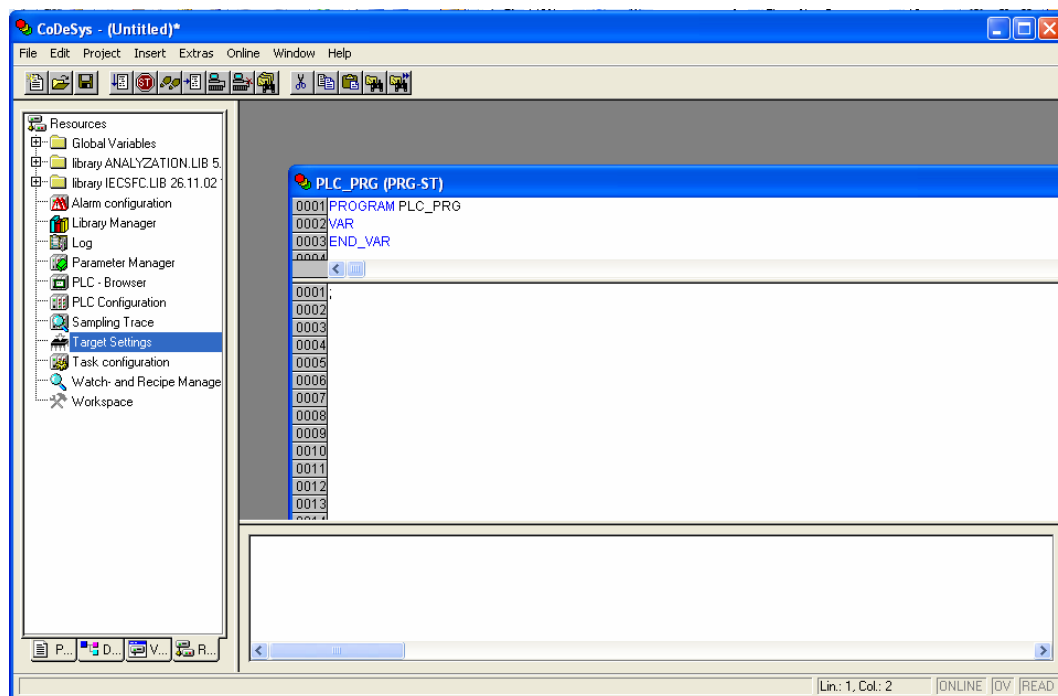 CoDeSys - (Untitled)*
File Edit Project Insert Extras Online Window Help
Resources
Global Variables
library ANALYZATION.LIB 5.
library IECSFC.LIB 26.11.02
Alarm configuration
Library Manager
Log
Parameter Manager
PLC - Browser
PLC Configuration
Sampling Trace
Target Settings
Task configuration
Watch- and Recipe Manage
Workspace
P... D... V... R...
PLC_PRG (PRG-ST)
0001 PROGRAM PLC_PRG
0002 VAR
0003 END_VAR
0004
0001 ;
0002
0003
0004
0005
0006
0007
0008
0009
0010
0011
0012
0013
Lin.: 1, Col.: 2 ONLINE OV READ